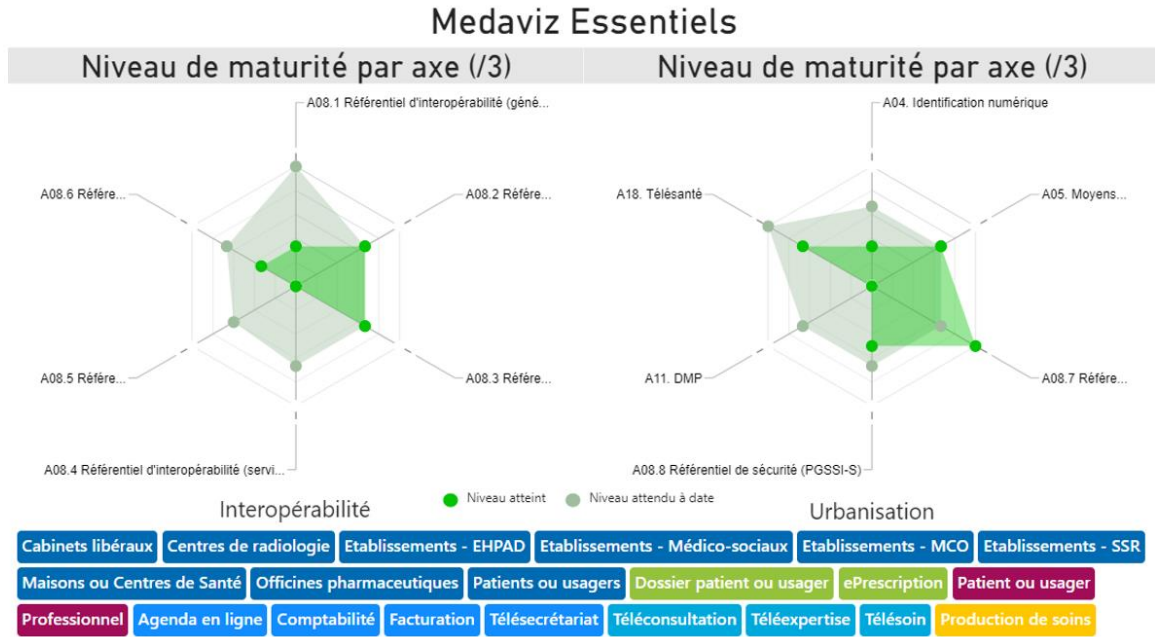 Medaviz Essentiels
Niveau de maturité par axe (/3)
Niveau de maturité par axe (/3)
A08.1 Référentiel d'interopérabilité (géné...
A08.6 Référe...
A08.2 Référe...
A08.5 Référe...
A08.3 Référe...
A08.4 Référentiel d'interopérabilité (servi...
A04. Identification numérique
A18. Télésanté
A05. Moyens...
A11. DMP
A08.7 Référe...
A08.8 Référentiel de sécurité (PGSSI-S)
Niveau atteint
Niveau attendu à date
Interopérabilité
Urbanisation
Cabinets libéraux Centres de radiologie Etablissements - EHPAD Etablissements - Médico-sociaux Etablissements - MCO Etablissements - SSR
Maisons ou Centres de Santé Officines pharmaceutiques Patients ou usagers Dossier patient ou usager ePrescription Patient ou usager
Professionnel Agenda en ligne Comptabilité Facturation Télésecrétariat Téléconsultation Téléexpertise Télésoin Production de soins